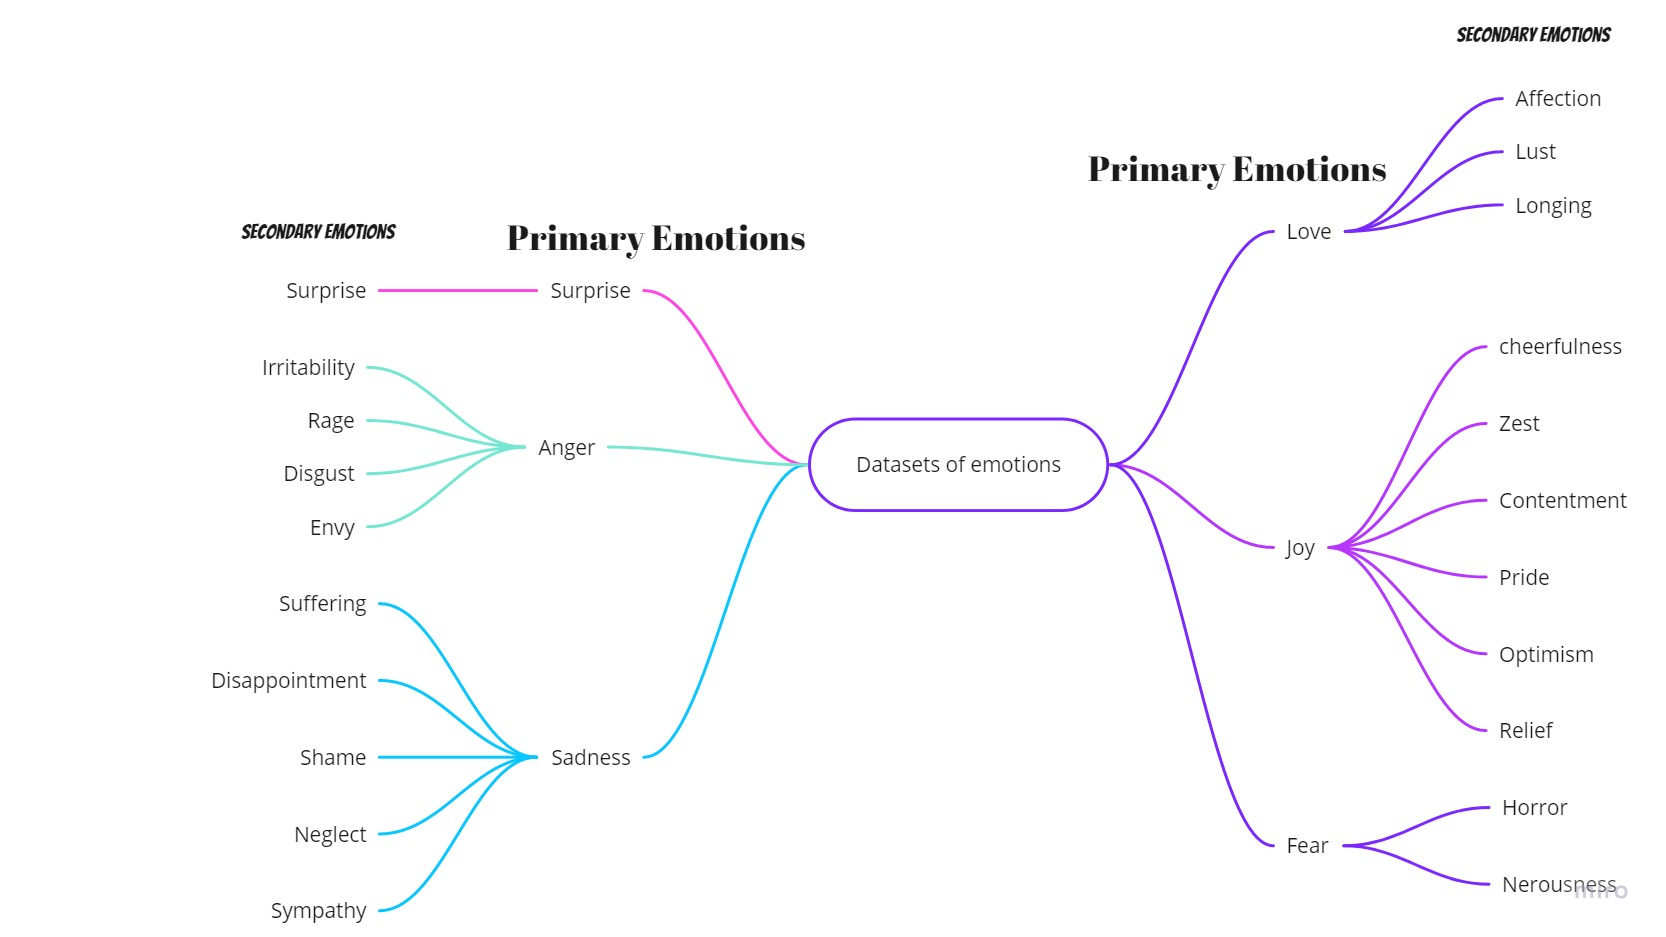 SECONDARY EMOTIONS
Primary Emotions
Surprise
Surprise
Irritability
Rage
Disgust
Envy
Anger
Suffering
Disappointment
Shame
Neglect
Sympathy
Sadness
Datasets of emotions
SECONDARY EMOTIONS
Primary Emotions
Love
Affection
Lust
Longing
Joy
cheerfulness
Zest
Contentment
Pride
Optimism
Relief
Fear
Horror
Nerousness
miro